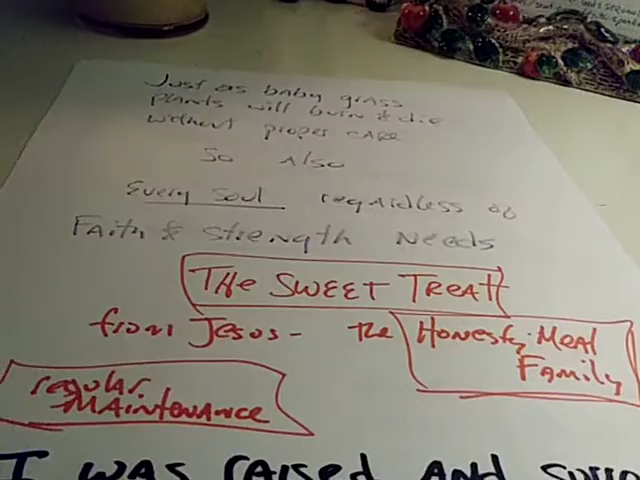 Just as baby grass
plants will burn & die
without proper care
So Also
Every Soul regardless of
Faith & Strength Needs
THE SWEET TREAT
from Jesus - the Honesty-Meal
Family
regular
MAINTENANCE
I was raised AND